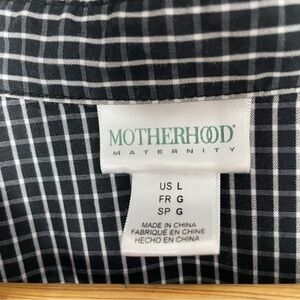 MOTHERHOOD®
MATERNITY
US L
FR G
SP G
MADE IN CHINA
FABRIQUÉ EN CHINE
HECHO EN CHINA